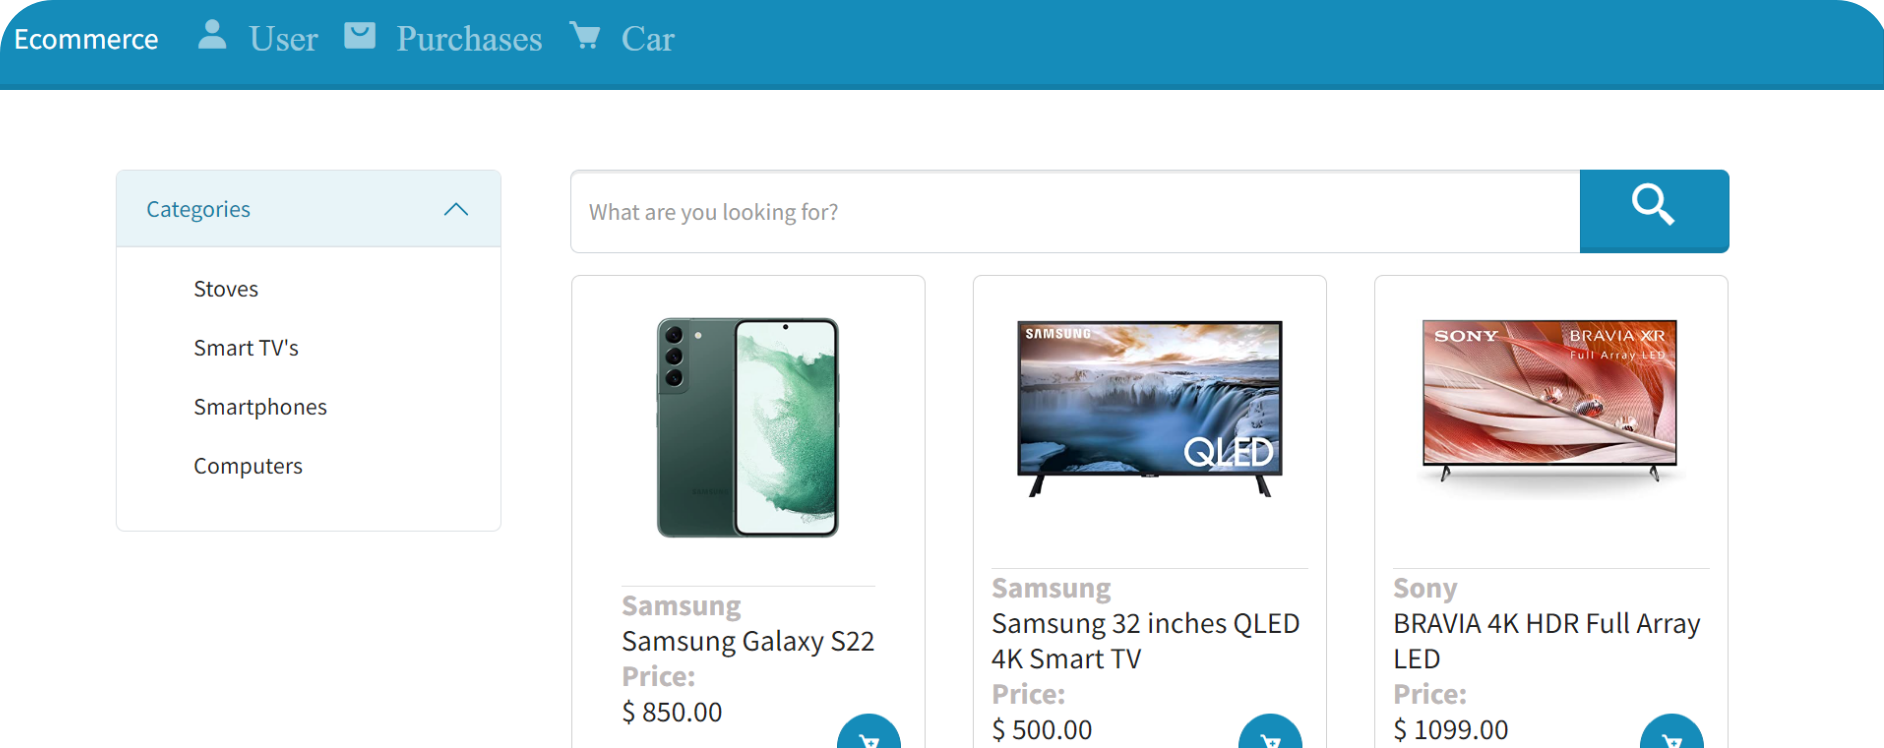 Ecommerce User Purchases Car
Categories
Stoves
Smart TV's
Smartphones
Computers
What are you looking for?
Samsung
Samsung Galaxy S22
Price:
$ 850.00
SAMSUNG
QLED
Samsung
Samsung 32 inches QLED
4K Smart TV
Price:
$ 500.00
SONY BRAVIA XR
Full Array LED
Sony
BRAVIA 4K HDR Full Array
LED
Price:
$ 1099.00